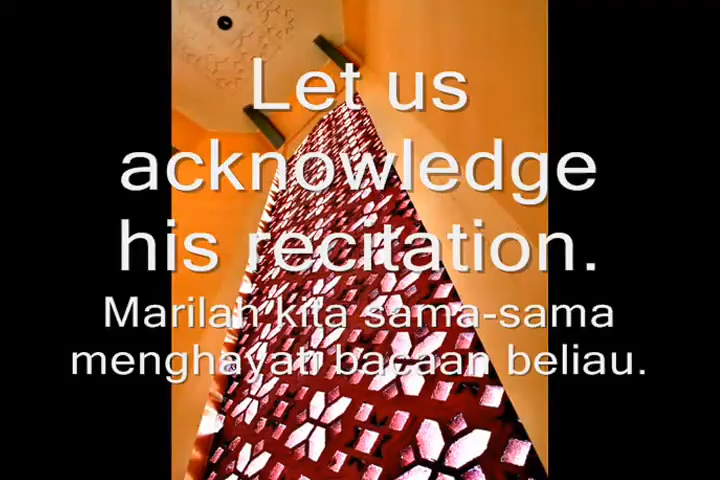 Let us
acknowledge
his recitation.
Marilah kita sama-sama
menghayati bacaan beliau.